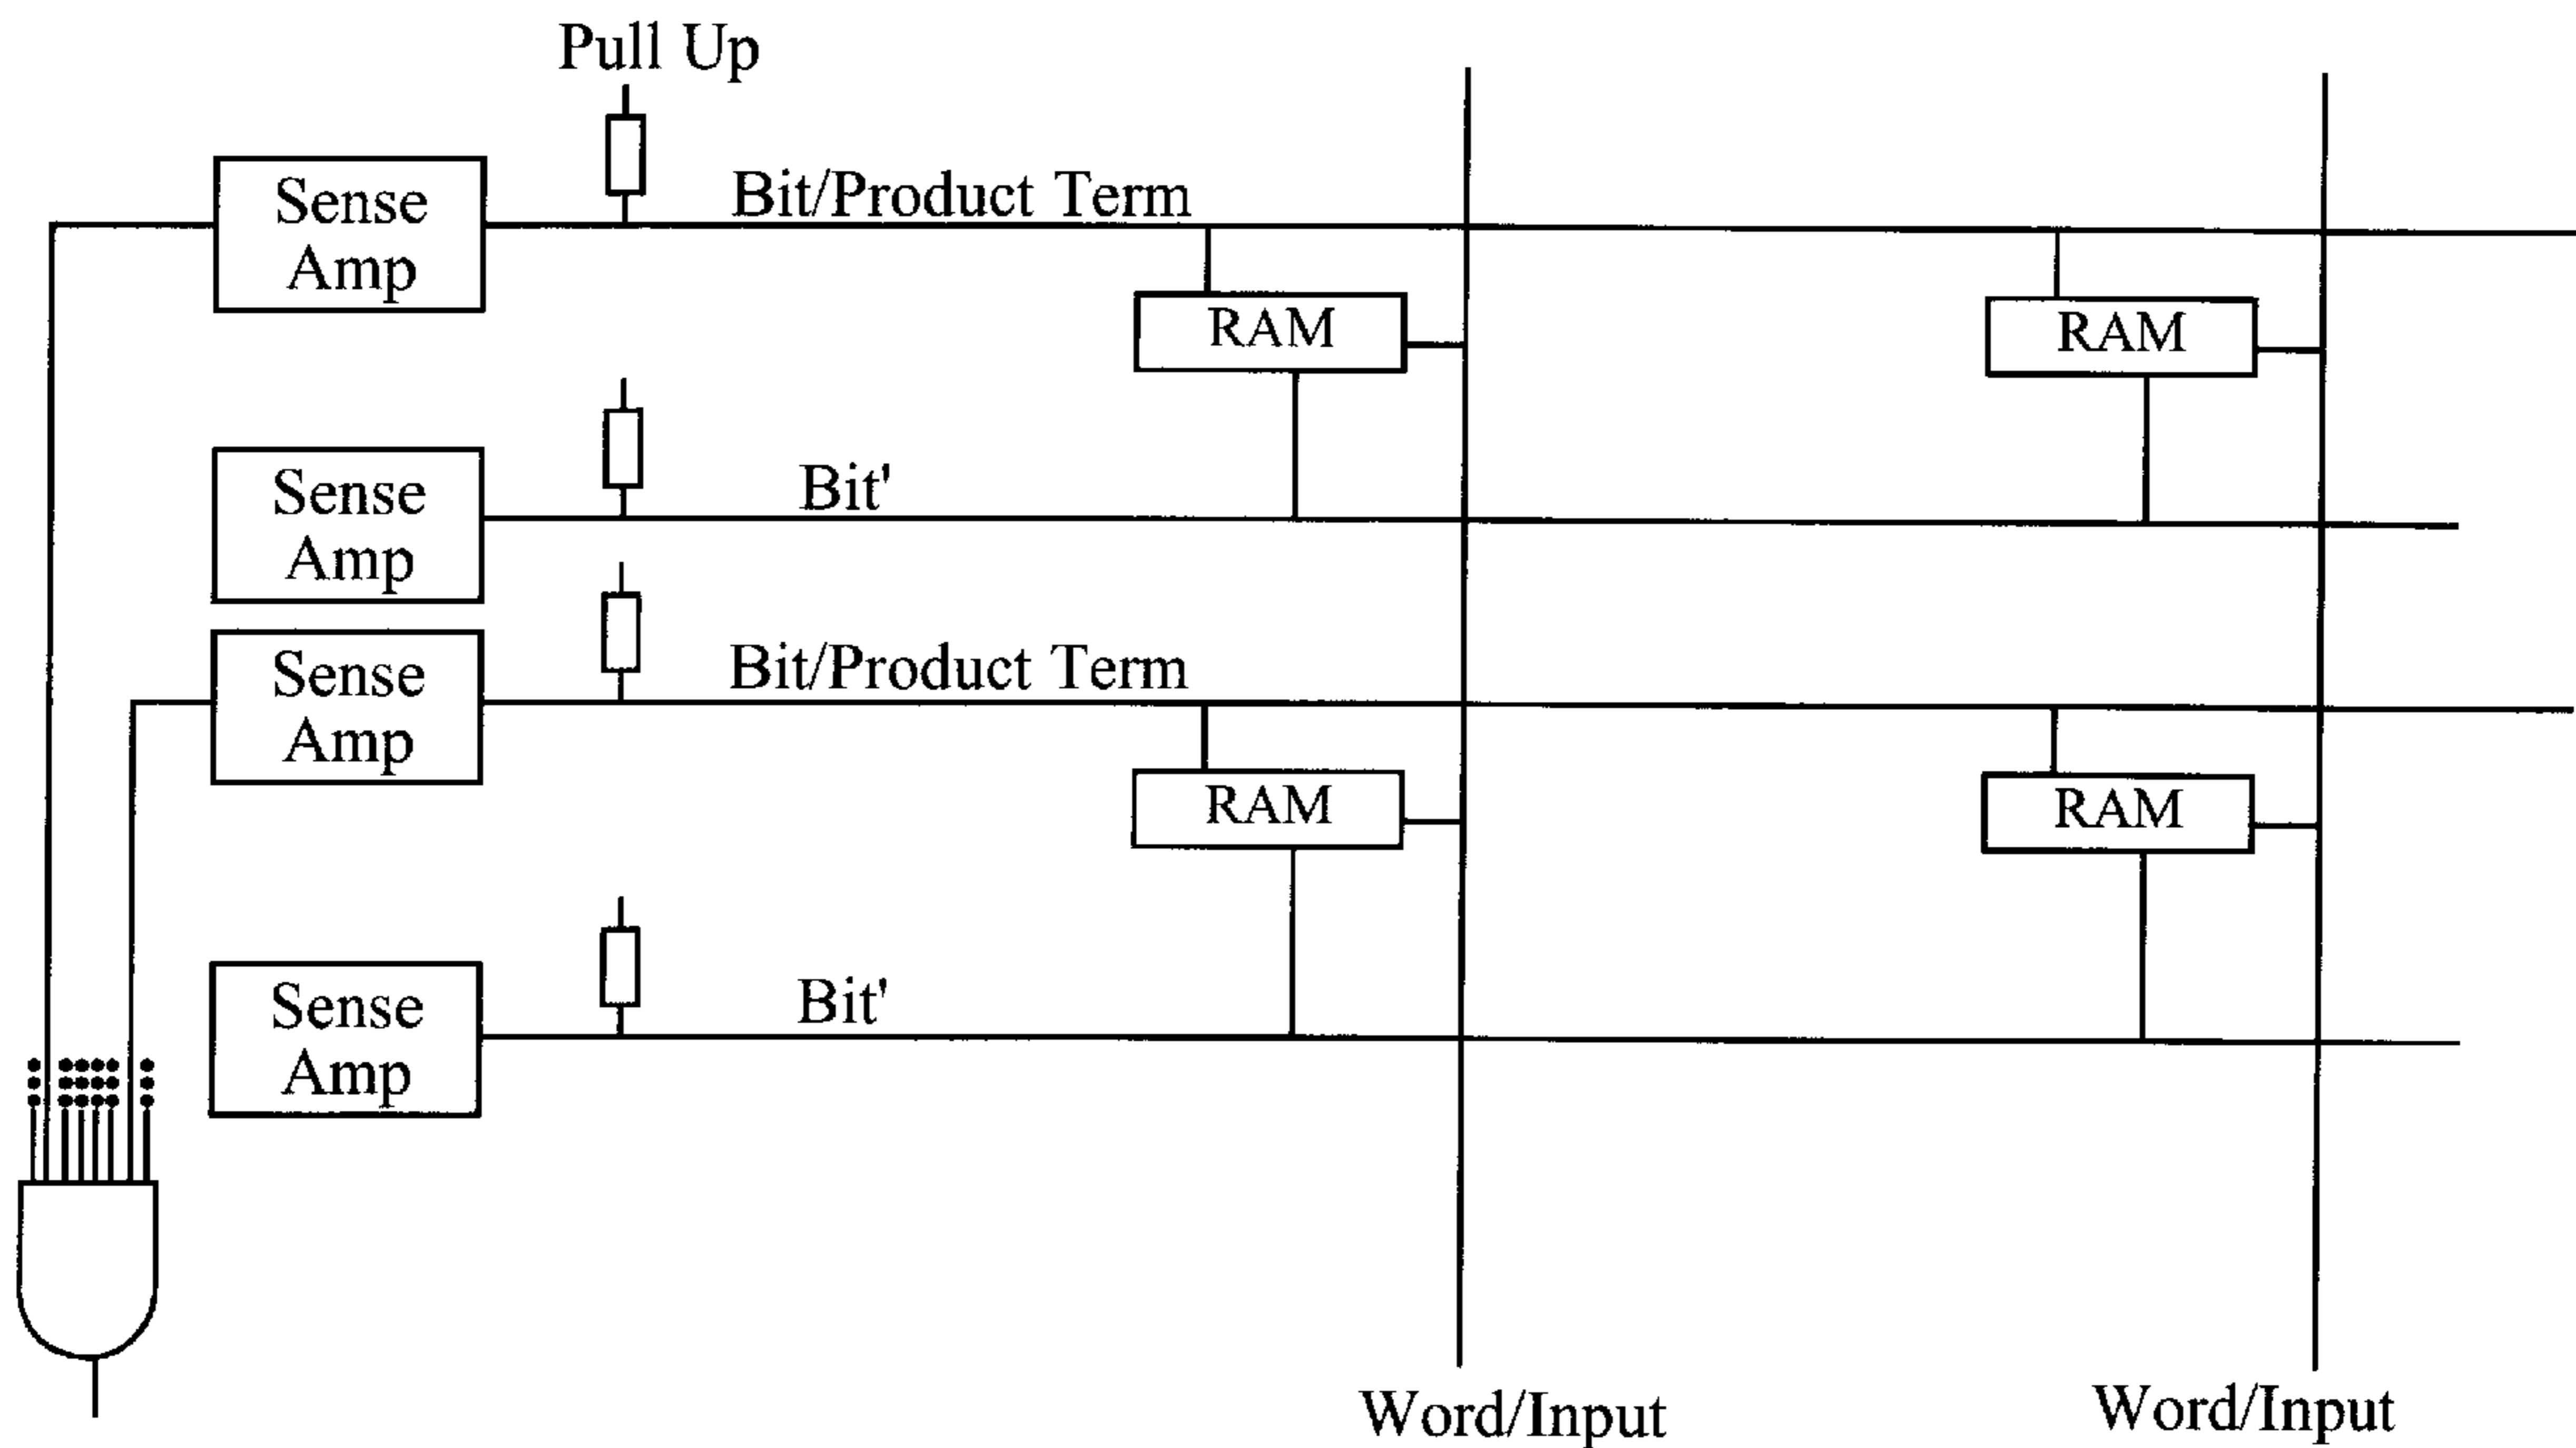 Pull Up
Sense
Amp
Bit/Product Term
RAM
RAM
Sense
Amp
Bit'
Sense
Amp
Bit/Product Term
RAM
RAM
Sense
Amp
Bit'
Word/Input
Word/Input